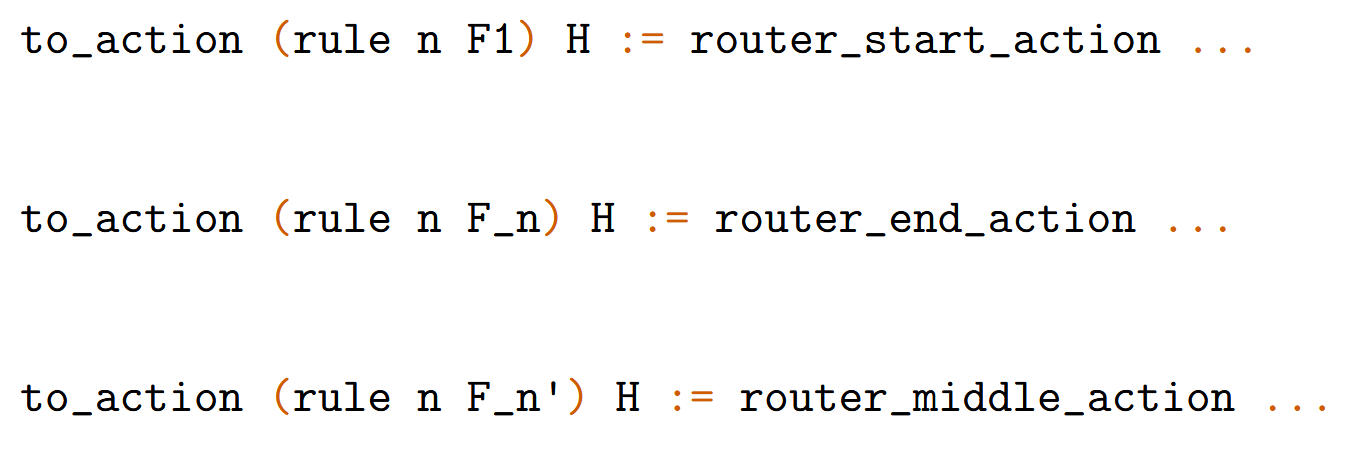 to_action (rule n F1) H := router_start_action ...
to_action (rule n F_n) H := router_end_action ...
to_action (rule n F_n') H := router_middle_action ...